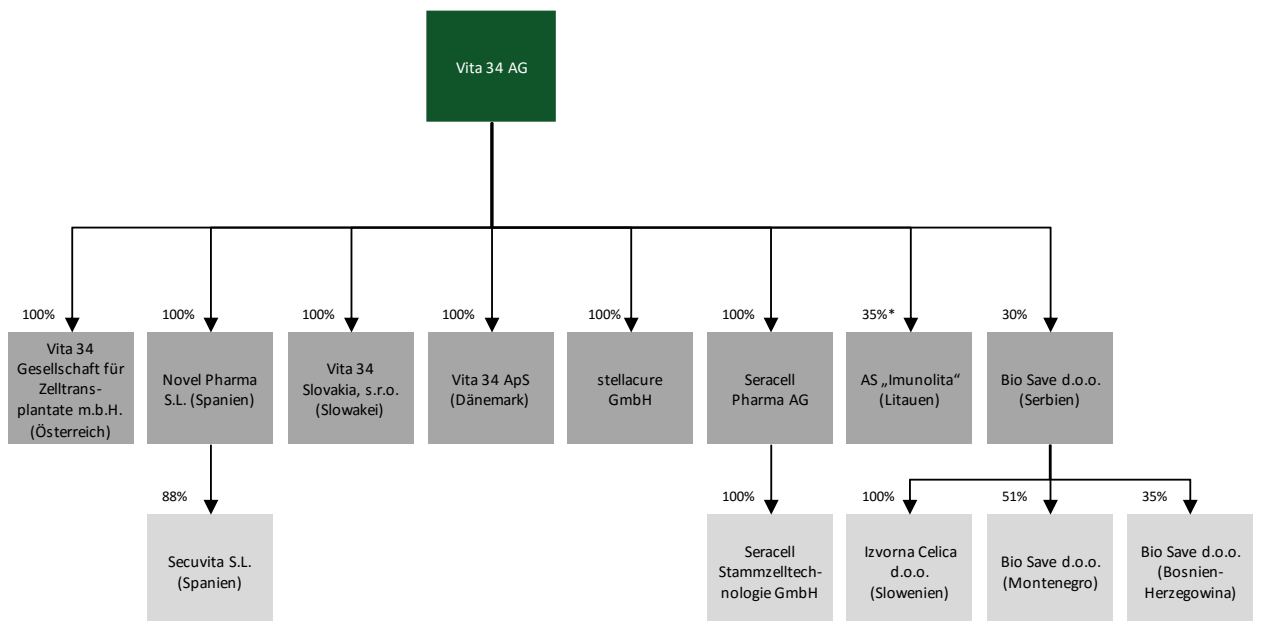 Vita 34 AG
100%
100%
100%
100%
100%
100%
35%*
30%
Vita 34
Gesellschaft für
Zelltrans-
plantate m.b.H.
(Österreich)
Novel Pharma
S.L. (Spanien)
Vita 34
Slovakia, s.r.o.
(Slowakei)
Vita 34 ApS
(Dänemark)
stellacure
GmbH
Seracell
Pharma AG
AS „Imunolita“
(Litauen)
Bio Save d.o.o.
(Serbien)
88%
100%
100%
51%
35%
Secuvita S.L.
(Spanien)
Seracell
Stammzelltech-
nologie GmbH
Izvorna Celica
d.o.o.
(Slowenien)
Bio Save d.o.o.
(Montenegro)
Bio Save d.o.o.
(Bosnien-
Herzegowina)